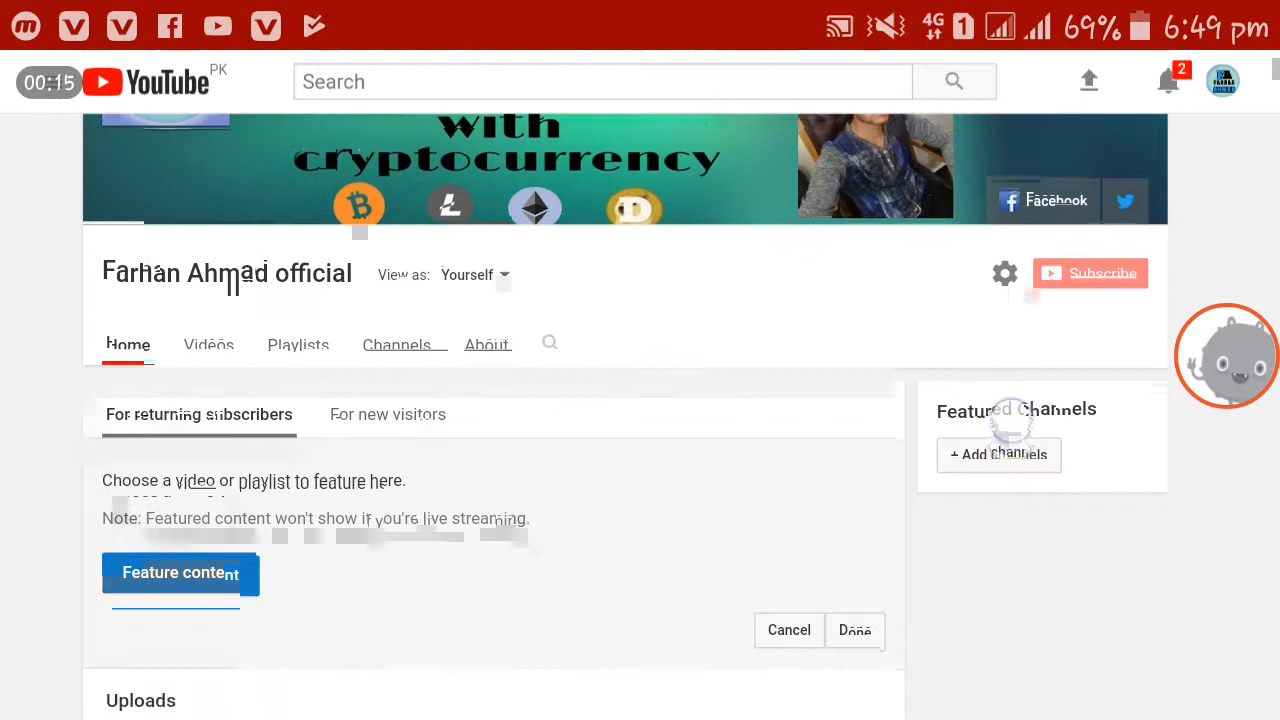 4G 1 69% 6:49 pm
00:15 YouTube PK Search 2
with
cryptocurrency
Facebook
Farhan Ahmad official View as: Yourself Subscribe
Home Videos Playlists Channels About
For returning subscribers For new visitors Featured Channels
+ Add channels
Choose a video or playlist to feature here.
Note: Featured content won't show if you're live streaming.
Feature content
Cancel Done
Uploads